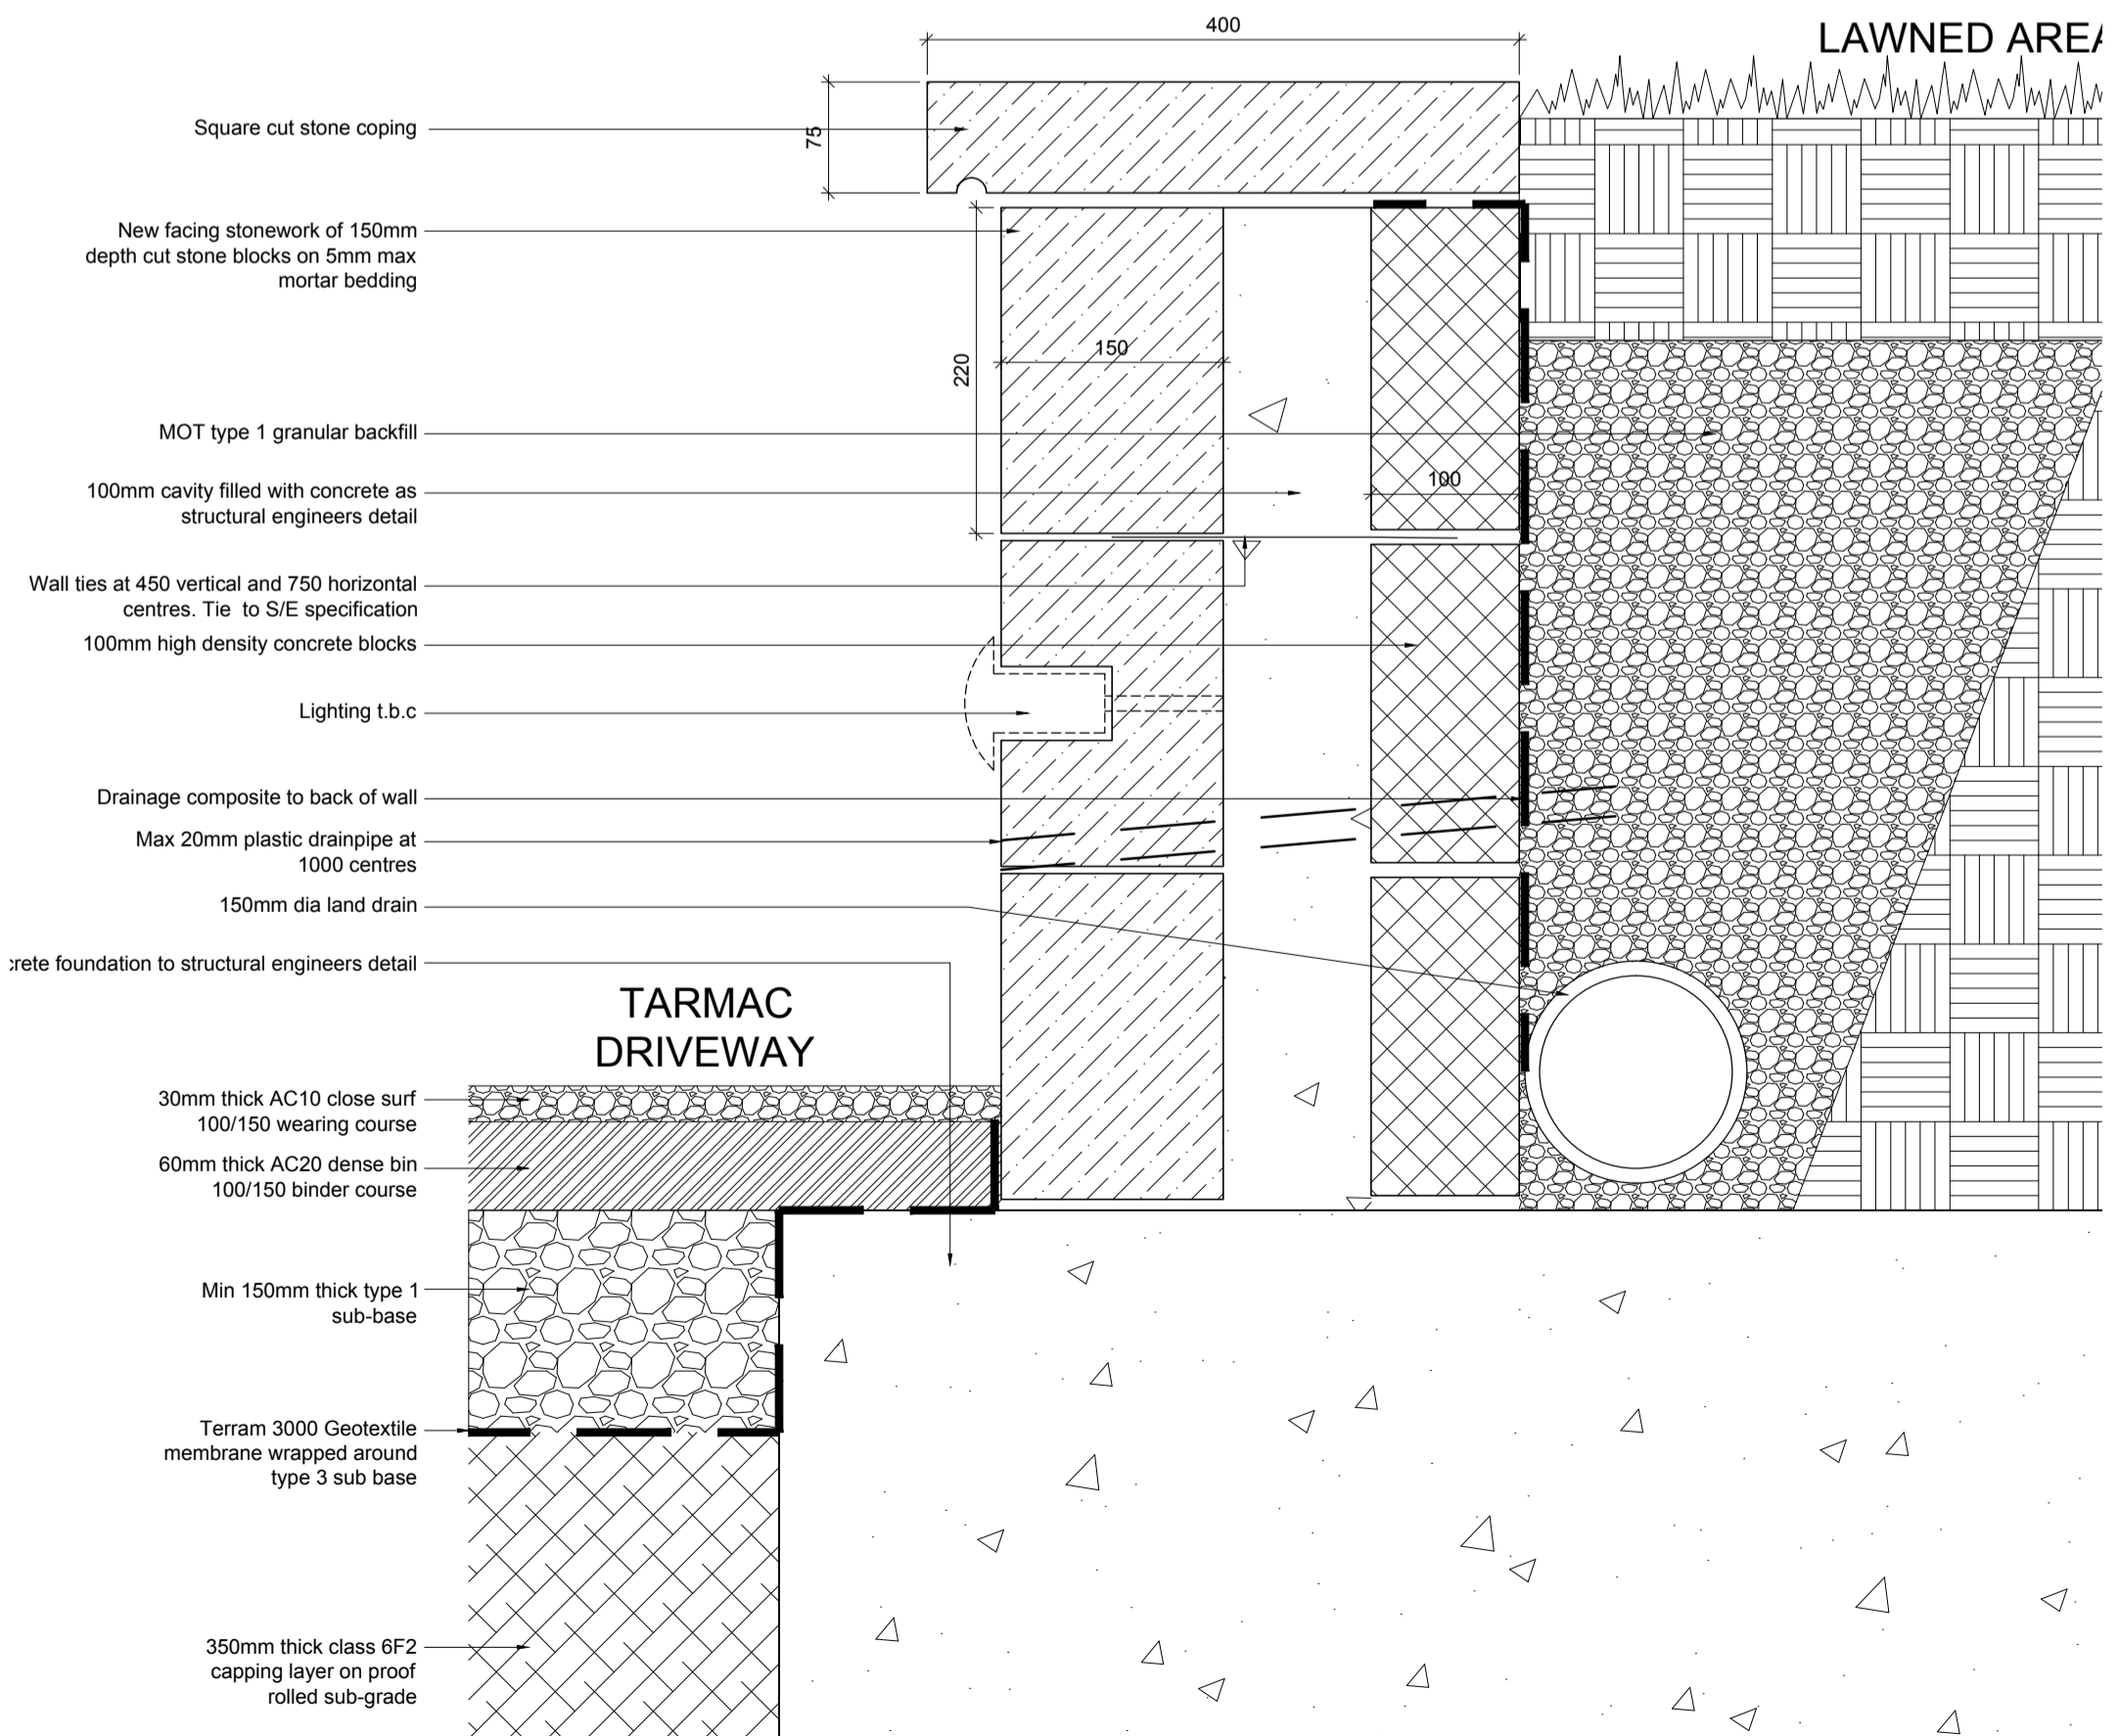 400
LAWNED AREA
75
Square cut stone coping
New facing stonework of 150mm
depth cut stone blocks on 5mm max
mortar bedding
150
220
MOT type 1 granular backfill
100
100mm cavity filled with concrete as
structural engineers detail
Wall ties at 450 vertical and 750 horizontal
centres. Tie to S/E specification
100mm high density concrete blocks
Lighting t.b.c
Drainage composite to back of wall
Max 20mm plastic drainpipe at
1000 centres
150mm dia land drain
crete foundation to structural engineers detail
TARMAC
DRIVEWAY
30mm thick AC10 close surf
100/150 wearing course
60mm thick AC20 dense bin
100/150 binder course
Min 150mm thick type 1
sub-base
Terram 3000 Geotextile
membrane wrapped around
type 3 sub base
350mm thick class 6F2
capping layer on proof
rolled sub-grade